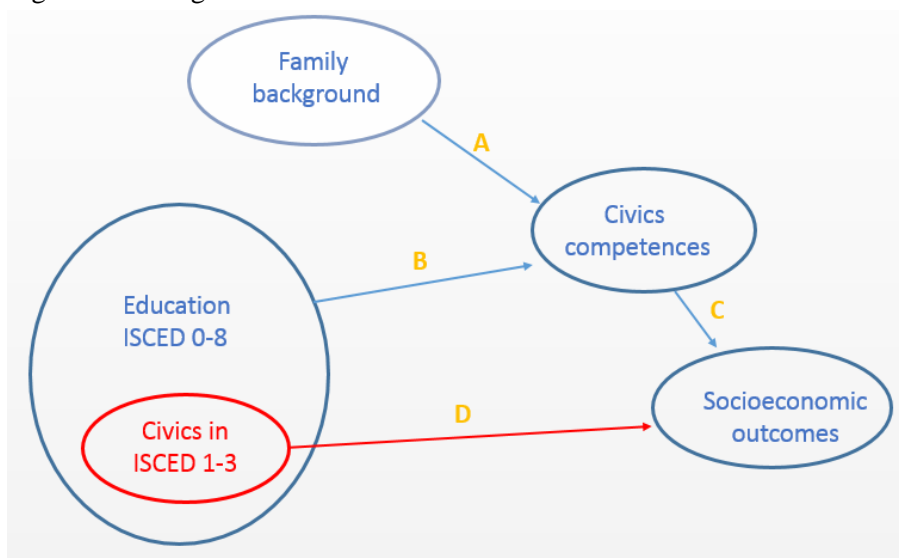 Family
background
A
Civics
competences
B
Education
ISCED 0-8
C
Socioeconomic
outcomes
D
Civics in
ISCED 1-3